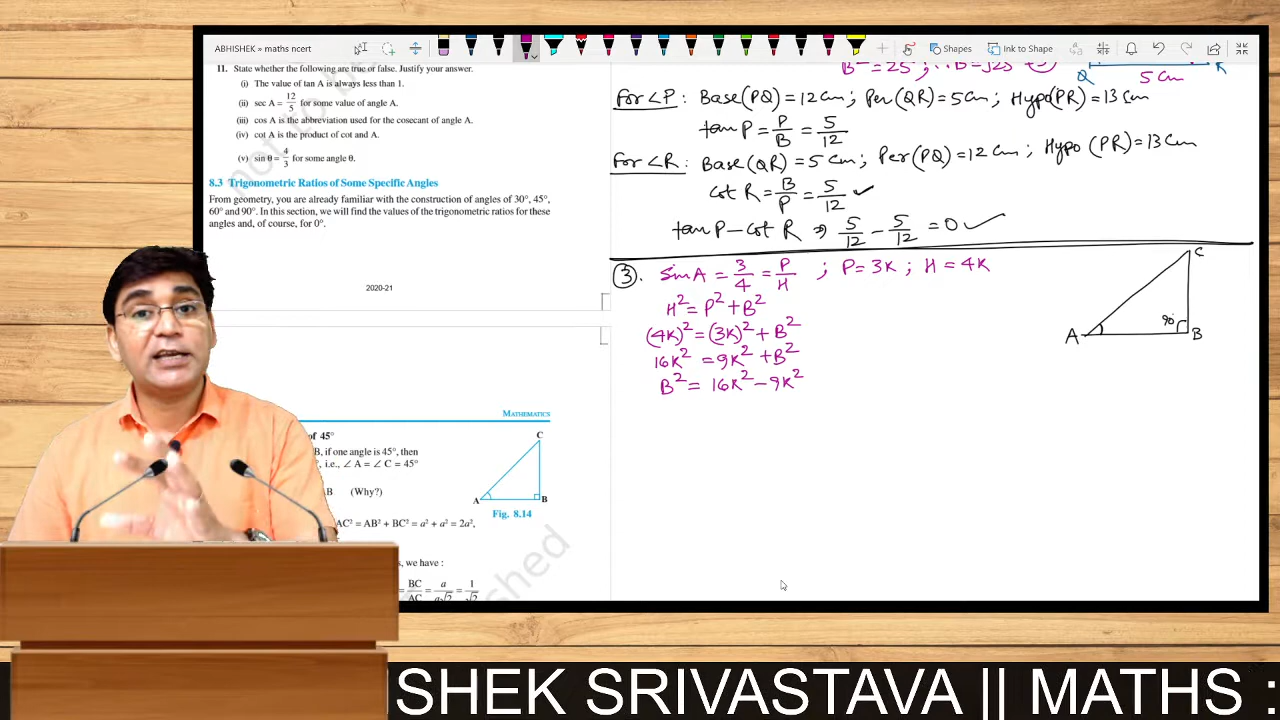 ABHISHEK » maths ncert
Shapes
Ink to Shape
11. State whether the following are true or false. Justify your answer.
(i) The value of tan A is always less than 1.
(ii) sec A = 12/5 for some value of angle A.
(iii) cos A is the abbreviation used for the cosecant of angle A.
(iv) cot A is the product of cot and A.
(v) sin θ = 4/3 for some angle θ.
8.3 Trigonometric Ratios of Some Specific Angles
From geometry, you are already familiar with the construction of angles of 30°, 45°,
60° and 90°. In this section, we will find the values of the trigonometric ratios for these
angles and, of course, for 0°.
2020-21
MATHEMATICS
of 45°
B, if one angle is 45°, then
, i.e., ∠ A = ∠ C = 45°
AB (Why?)
AC² = AB² + BC² = a² + a² = 2a²,
s, we have :
= BC/AC = a/a√2 = 1/√2
C
A
B
Fig. 8.14
shed
B² = 25
Q
5 cm
R
For ∠P : Base(PQ) = 12 cm ; Per(QR) = 5 cm ; Hypo(PR) = 13 cm
tan P = P/B = 5/12
For ∠R : Base(QR) = 5 cm ; Per(PQ) = 12 cm ; Hypo (PR) = 13 cm
cot R = B/P = 5/12 ✓
tan P – cot R ⇒ 5/12 – 5/12 = 0 ✓
③. Sin A = 3/4 = P/H ; P = 3K ; H = 4K
H² = P² + B²
(4K)² = (3K)² + B²
16K² = 9K² + B²
B² = 16K² – 9K²
C
A
90°
B
SHEK SRIVASTAVA || MATHS :